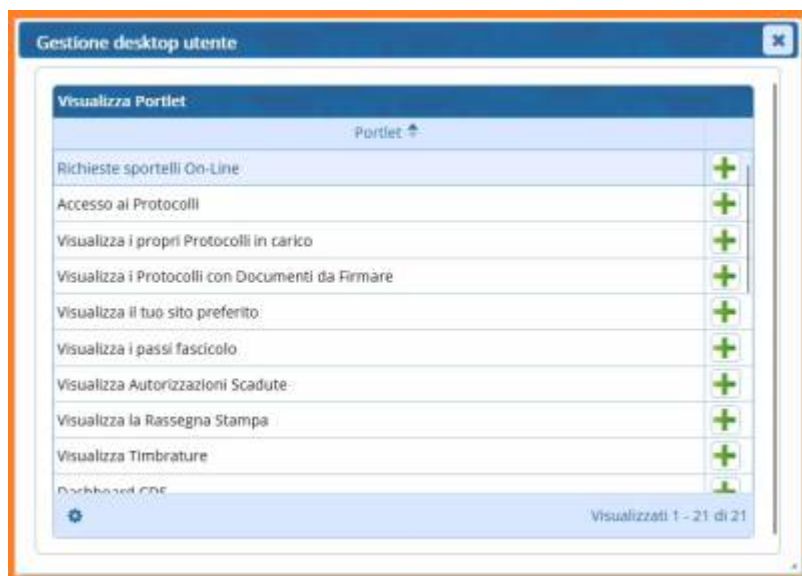 Gestione desktop utente
Visualizza Portlet
Portlet
Richieste sportelli On-Line
Accesso ai Protocolli
Visualizza i propri Protocolli in carico
Visualizza i Protocolli con Documenti da Firmare
Visualizza il tuo sito preferito
Visualizza i passi fascicolo
Visualizza Autorizzazioni Scadute
Visualizza la Rassegna Stampa
Visualizza Timbrature
Dashboard CDS
Visualizzati 1 - 21 di 21